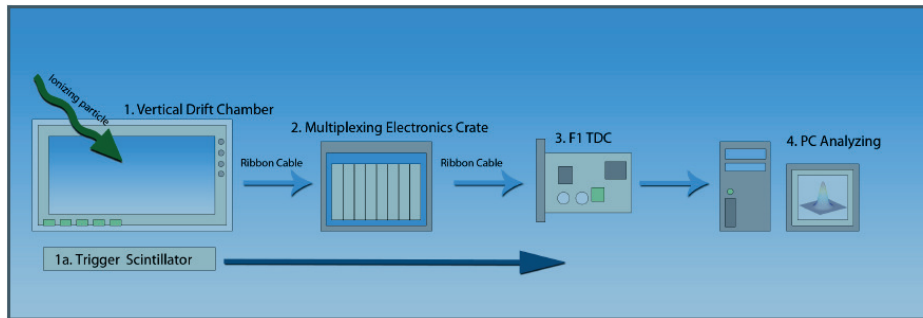 Ionizing particle
1. Vertical Drift Chamber
2. Multiplexing Electronics Crate
3. F1 TDC
4. PC Analyzing
Ribbon Cable
Ribbon Cable
1a. Trigger Scintillator